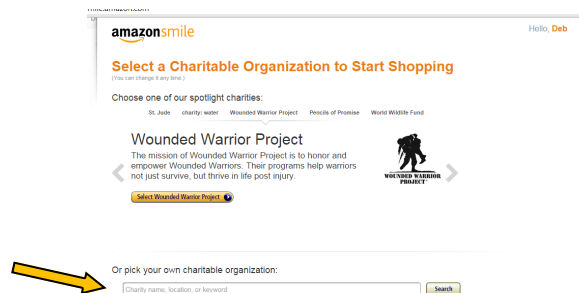 amazonsmile
Hello, Deb
Select a Charitable Organization to Start Shopping
(You can change it any time.)
Choose one of our spotlight charities:
St. Jude charity: water Wounded Warrior Project Pencils of Promise World Wildlife Fund
Wounded Warrior Project
The mission of Wounded Warrior Project is to honor and
empower Wounded Warriors. Their programs help warriors
not just survive, but thrive in life post injury.
WOUNDED WARRIOR
PROJECT
Select Wounded Warrior Project
Or pick your own charitable organization:
Charity name, location, or keyword
Search